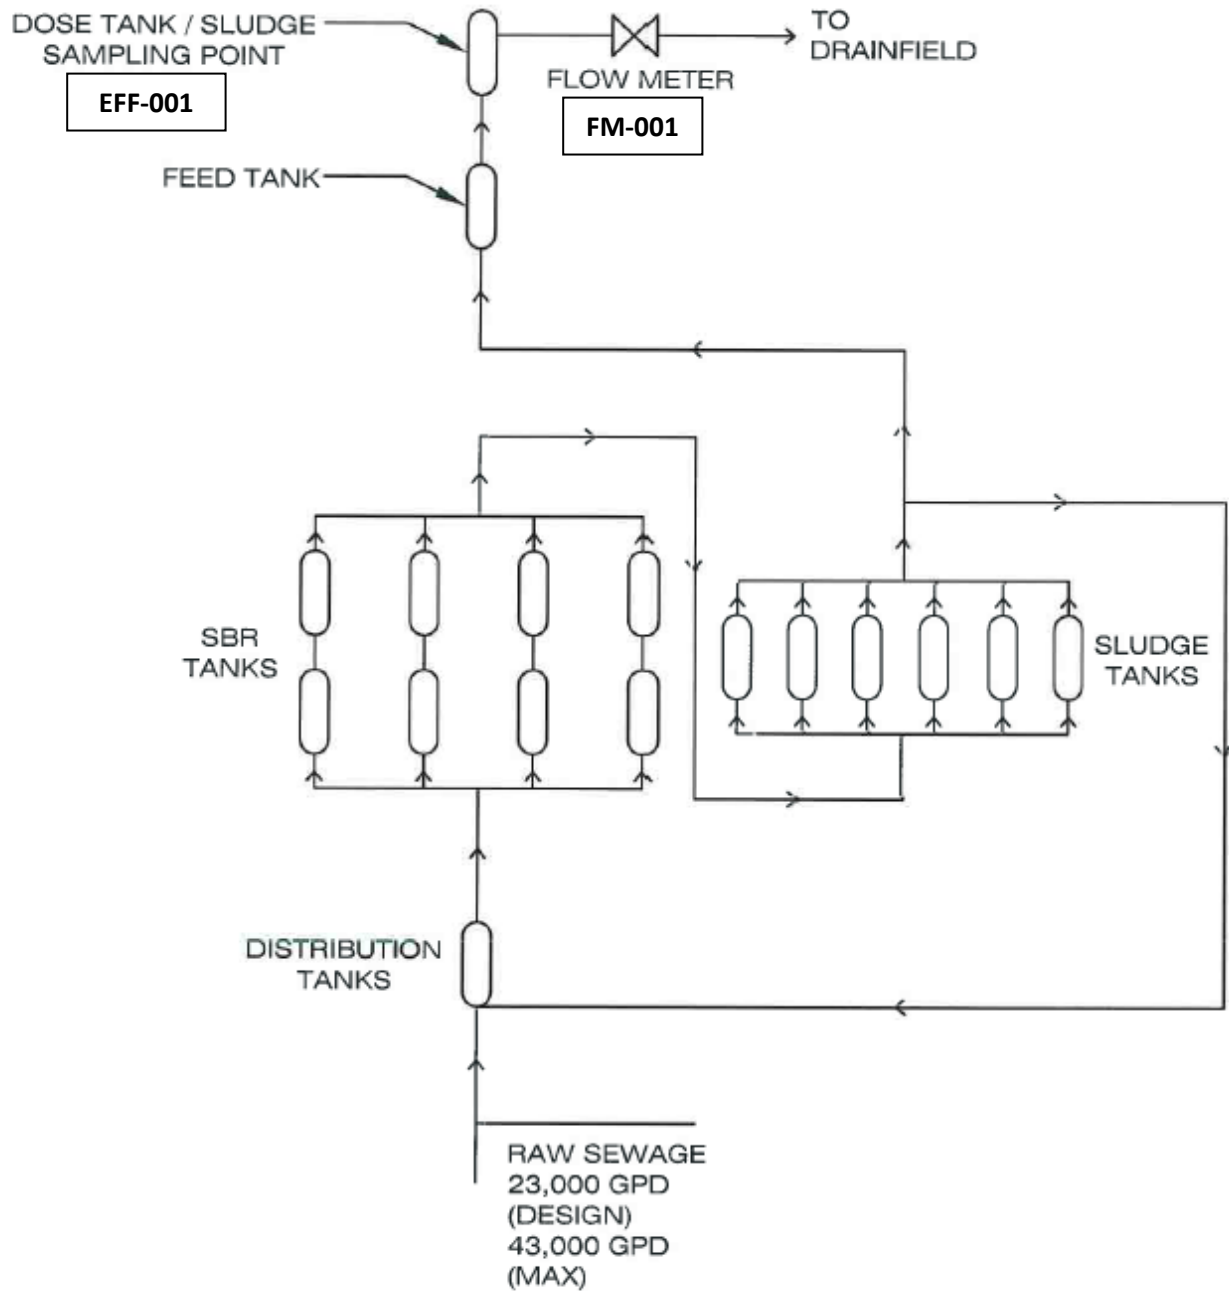 DOSE TANK / SLUDGE
SAMPLING POINT
EFF-001
TO
DRAINFIELD
FLOW METER
FM-001
FEED TANK
SBR
TANKS
SLUDGE
TANKS
DISTRIBUTION
TANKS
RAW SEWAGE
23,000 GPD
(DESIGN)
43,000 GPD
(MAX)